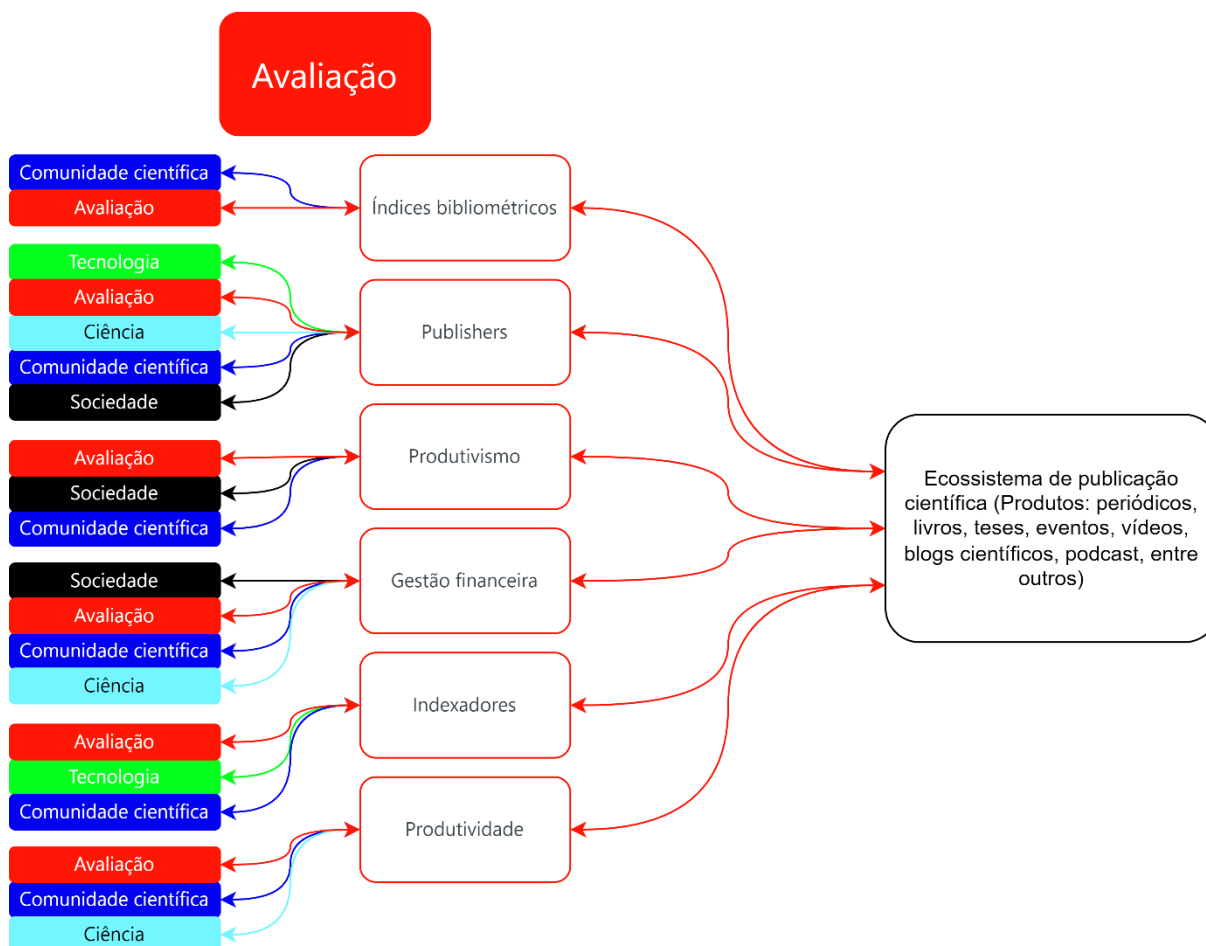 Avaliação
Comunidade científica
Avaliação
Índices bibliométricos
Tecnologia
Avaliação
Ciência
Comunidade científica
Sociedade
Publishers
Avaliação
Sociedade
Comunidade científica
Produtivismo
Sociedade
Avaliação
Comunidade científica
Ciência
Gestão financeira
Avaliação
Tecnologia
Comunidade científica
Indexadores
Avaliação
Comunidade científica
Ciência
Produtividade
Ecossistema de publicação
científica (Produtos: periódicos,
livros, teses, eventos, vídeos,
blogs científicos, podcast, entre
outros)